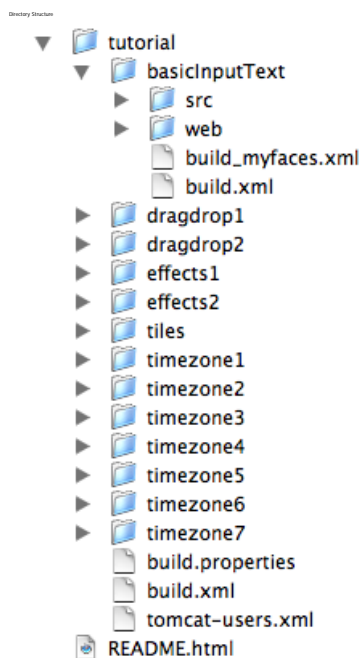 Directory Structure
tutorial
basicInputText
src
web
build_myfaces.xml
build.xml
dragdrop1
dragdrop2
effects1
effects2
tiles
timezone1
timezone2
timezone3
timezone4
timezone5
timezone6
timezone7
build.properties
build.xml
tomcat-users.xml
README.html